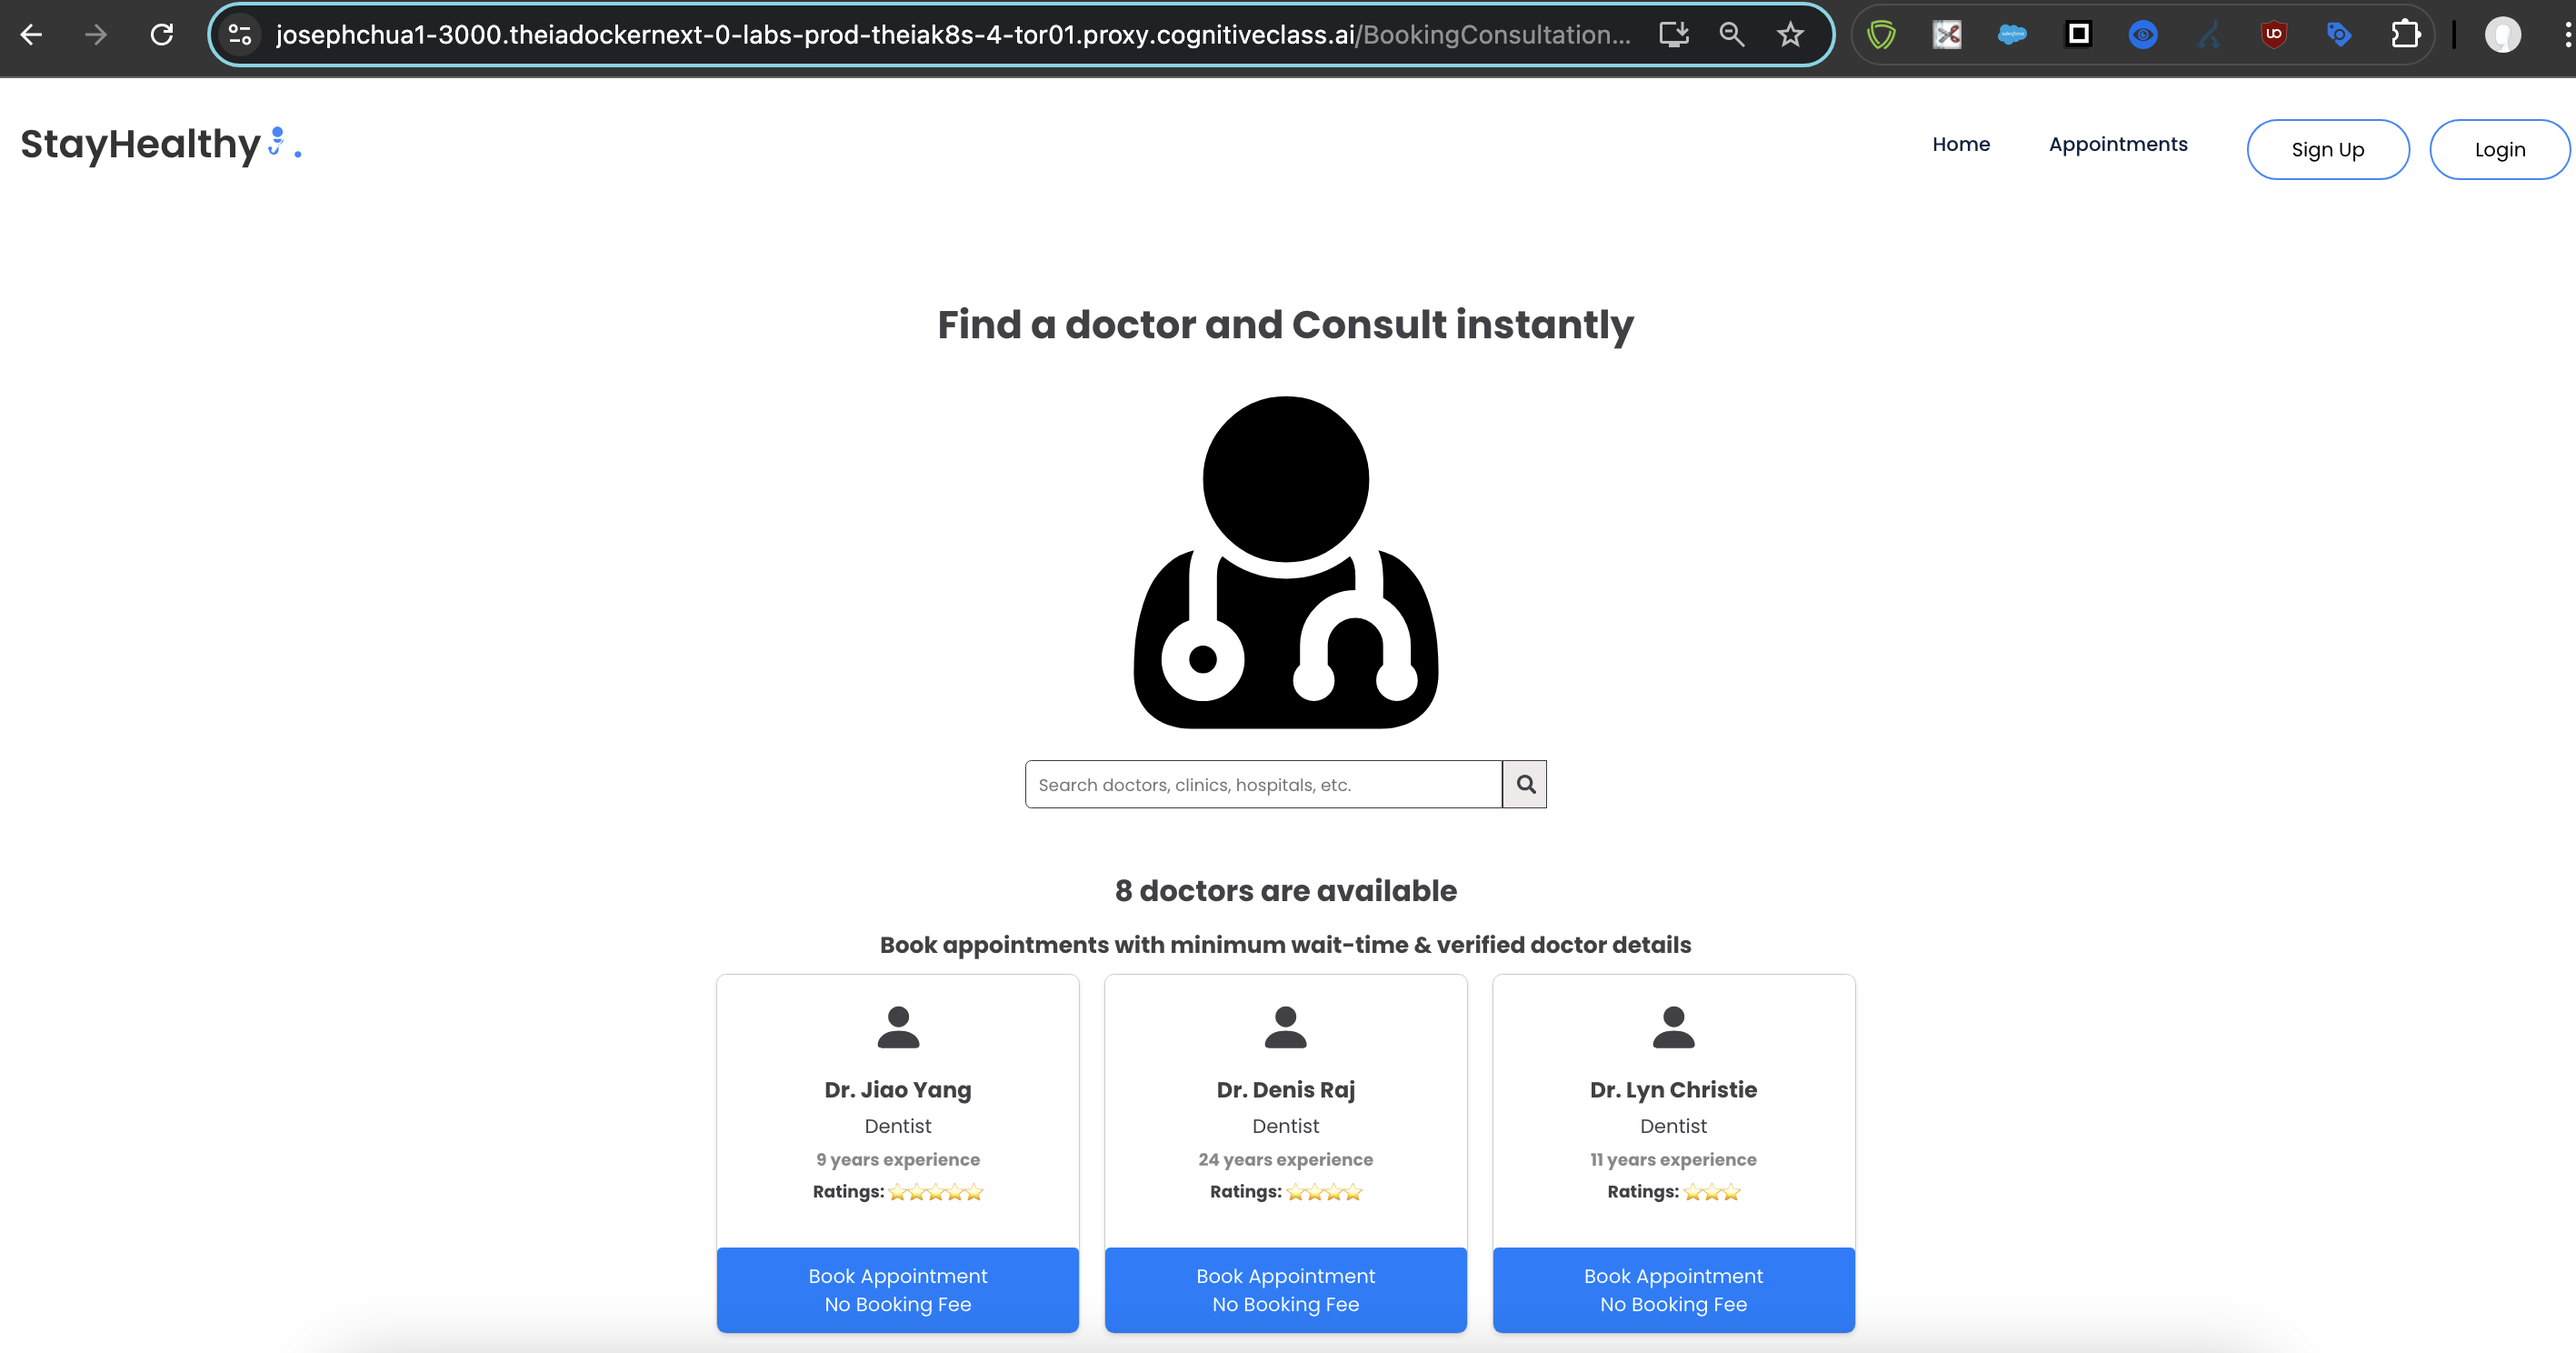 josephchua1-3000.theiadockernext-0-labs-prod-theiak8s-4-tor01.proxy.cognitiveclass.ai/BookingConsultation...
StayHealthy .
Home
Appointments
Sign Up
Login
Find a doctor and Consult instantly
Search doctors, clinics, hospitals, etc.
8 doctors are available
Book appointments with minimum wait-time & verified doctor details
Dr. Jiao Yang
Dentist
9 years experience
Ratings: ⭐⭐⭐⭐⭐
Book Appointment
No Booking Fee
Dr. Denis Raj
Dentist
24 years experience
Ratings: ⭐⭐⭐⭐
Book Appointment
No Booking Fee
Dr. Lyn Christie
Dentist
11 years experience
Ratings: ⭐⭐⭐
Book Appointment
No Booking Fee